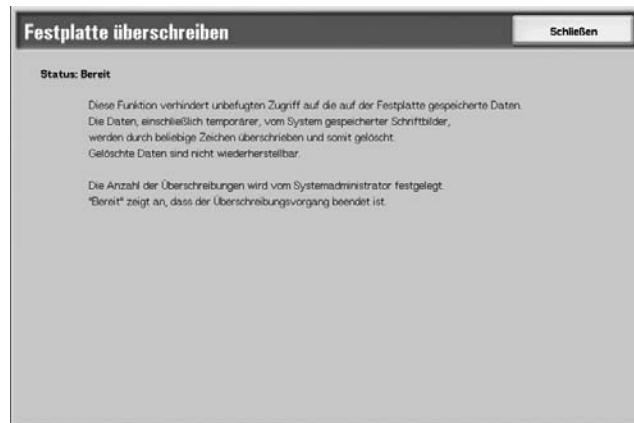 Festplatte überschreiben
Schließen
Status: Bereit
Diese Funktion verhindert unbefugten Zugriff auf die auf der Festplatte gespeicherte Daten.
Die Daten, einschließlich temporärer, vom System gespeicherter Schriftbilder,
werden durch beliebige Zeichen überschrieben und somit gelöscht.
Gelöschte Daten sind nicht wiederherstellbar.
Die Anzahl der Überschreibungen wird vom Systemadministrator festgelegt.
"Bereit" zeigt an, dass der Überschreibungsvorgang beendet ist.